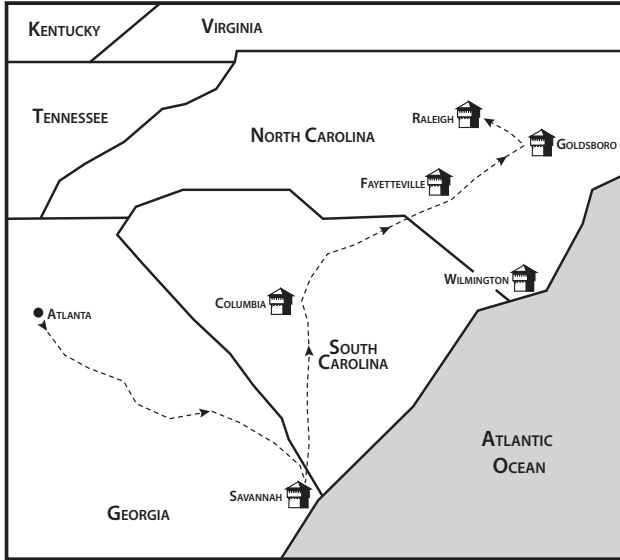 KENTUCKY
VIRGINIA
TENNESSEE
NORTH CAROLINA
RALEIGH
GOLDSBORO
FAYETTEVILLE
WILMINGTON
COLUMBIA
ATLANTA
SOUTH
CAROLINA
ATLANTIC
OCEAN
SAVANNAH
GEORGIA